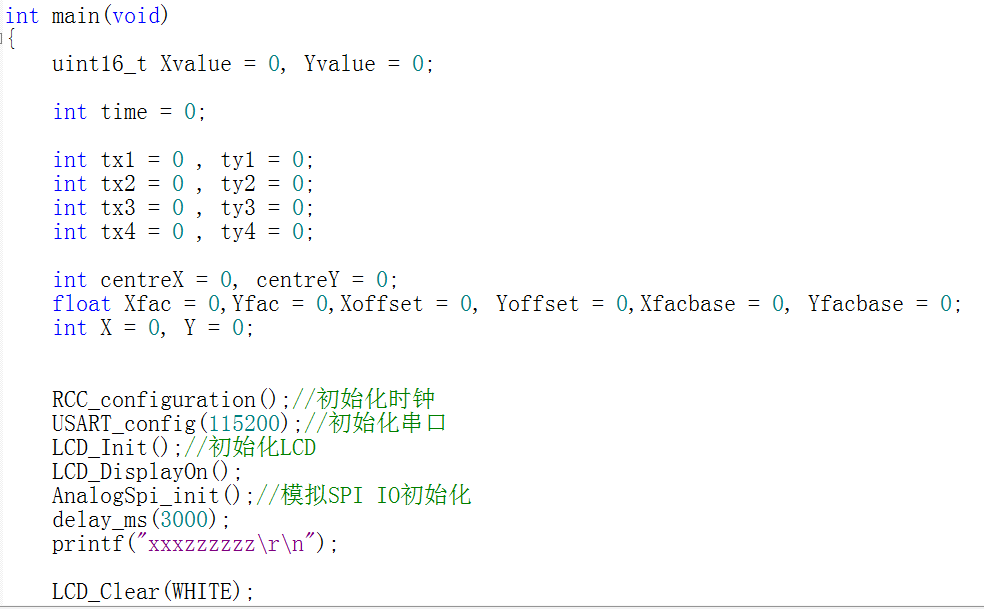 int main(void)
{
uint16_t Xvalue = 0, Yvalue = 0;
int time = 0;
int tx1 = 0 , ty1 = 0;
int tx2 = 0 , ty2 = 0;
int tx3 = 0 , ty3 = 0;
int tx4 = 0 , ty4 = 0;
int centreX = 0, centreY = 0;
float Xfac = 0,Yfac = 0,Xoffset = 0, Yoffset = 0,Xfacbase = 0, Yfacbase = 0;
int X = 0, Y = 0;
RCC_configuration();//初始化时钟
USART_config(115200);//初始化串口
LCD_Init();//初始化LCD
LCD_DisplayOn();
AnalogSpi_init();//模拟SPI IO初始化
delay_ms(3000);
printf("xxxzzzzzz\r\n");
LCD_Clear(WHITE);